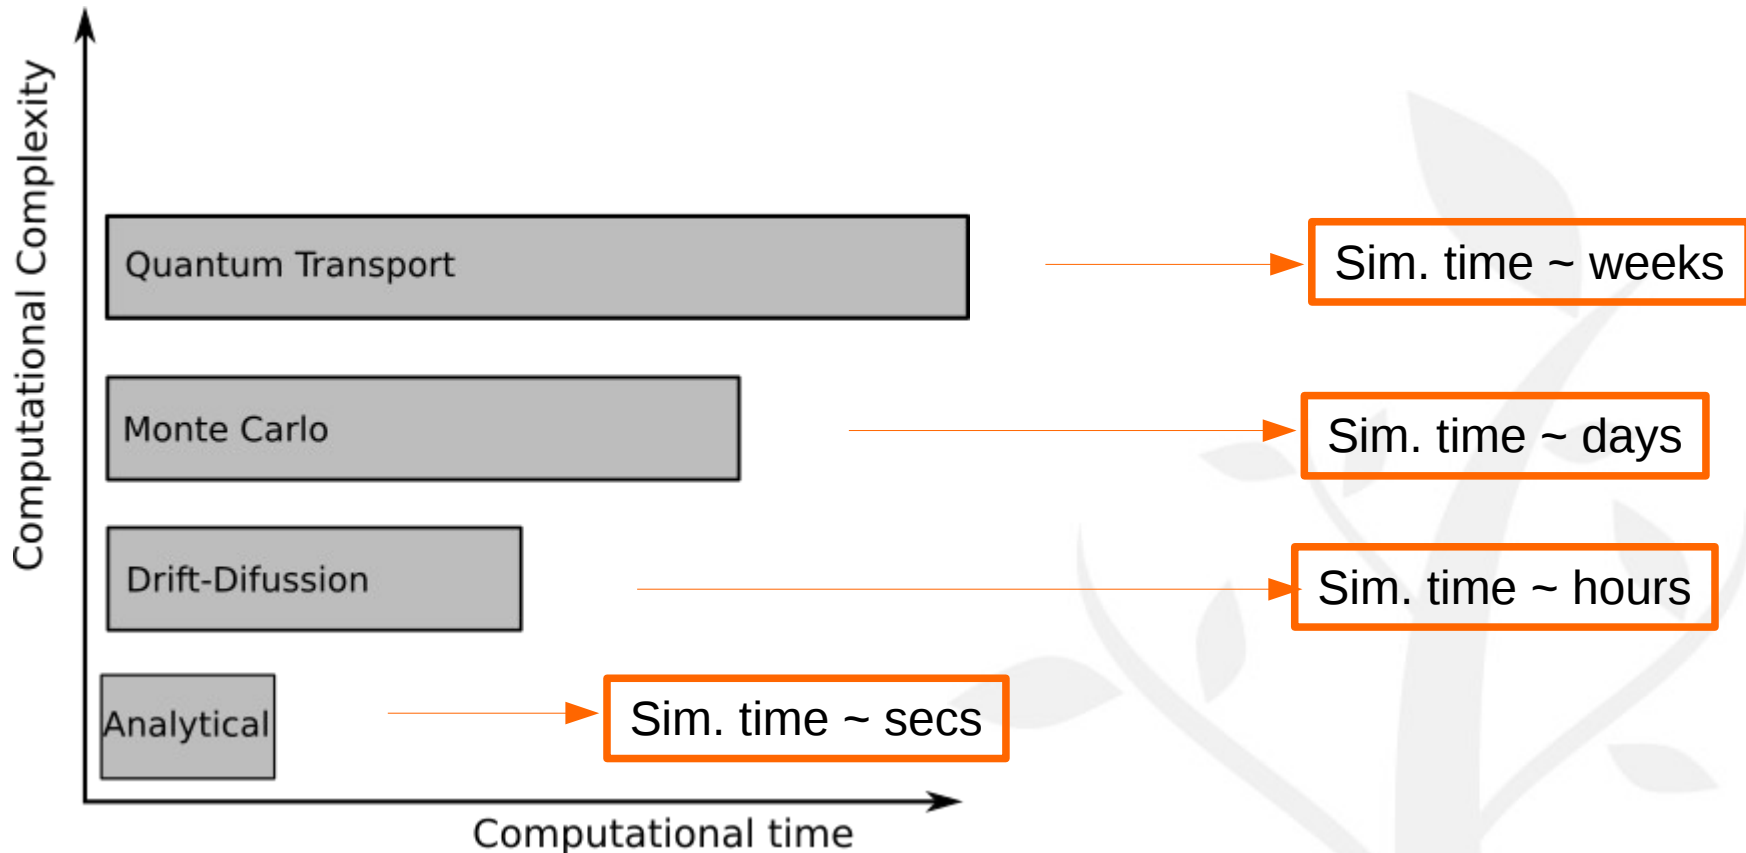 Computational Complexity
Quantum Transport
Sim. time ~ weeks
Monte Carlo
Sim. time ~ days
Drift-Difussion
Sim. time ~ hours
Analytical
Sim. time ~ secs
Computational time